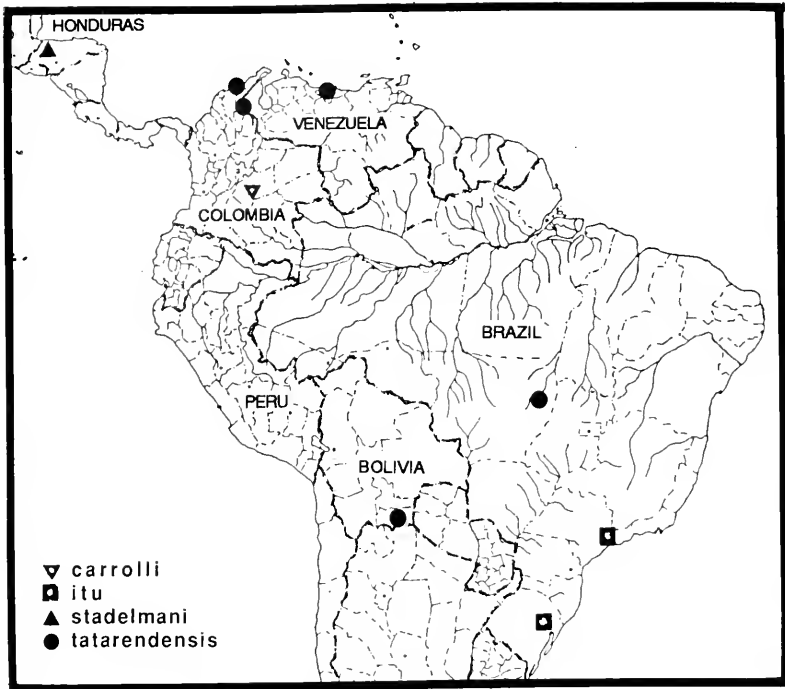 HONDURAS
VENEZUELA
COLOMBIA
BRAZIL
PERU
BOLIVIA
carrolli
itu
stadelmani
tatarendensis